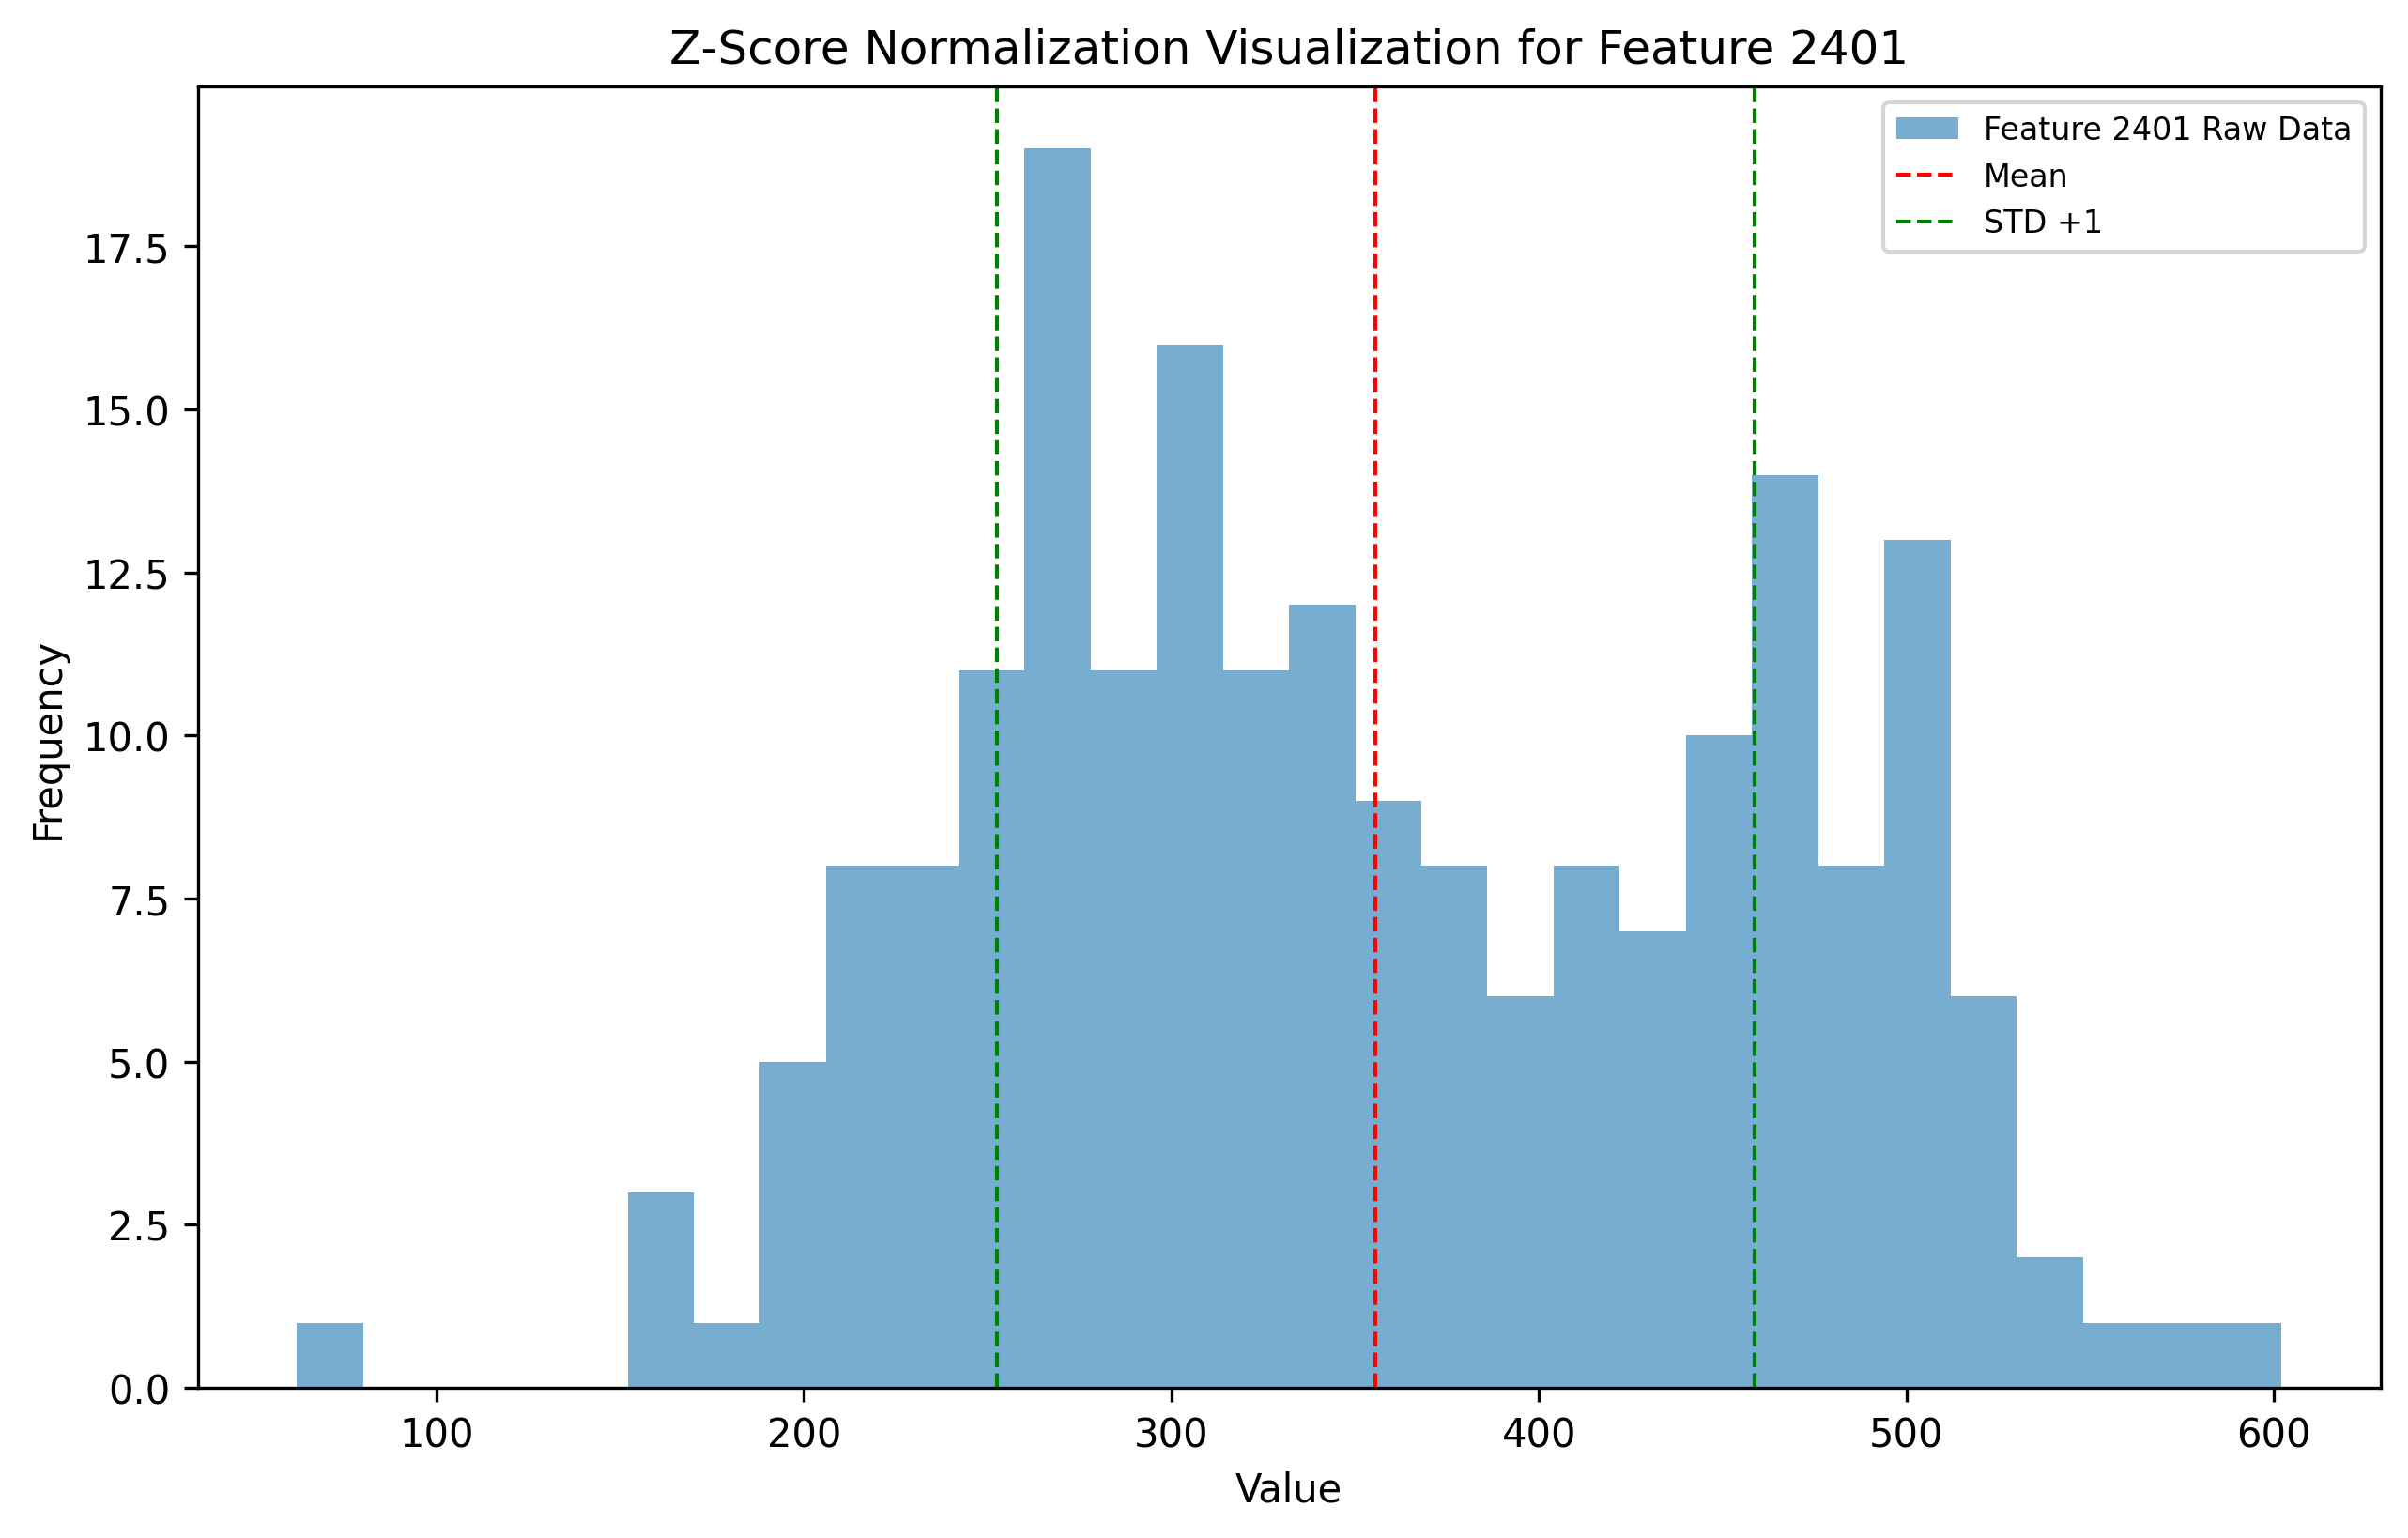 Z-Score Normalization Visualization for Feature 2401
Feature 2401 Raw Data
Mean
STD +1
17.5
15.0
12.5
10.0
7.5
5.0
2.5
0.0
Frequency
100 200 300 400 500 600
Value